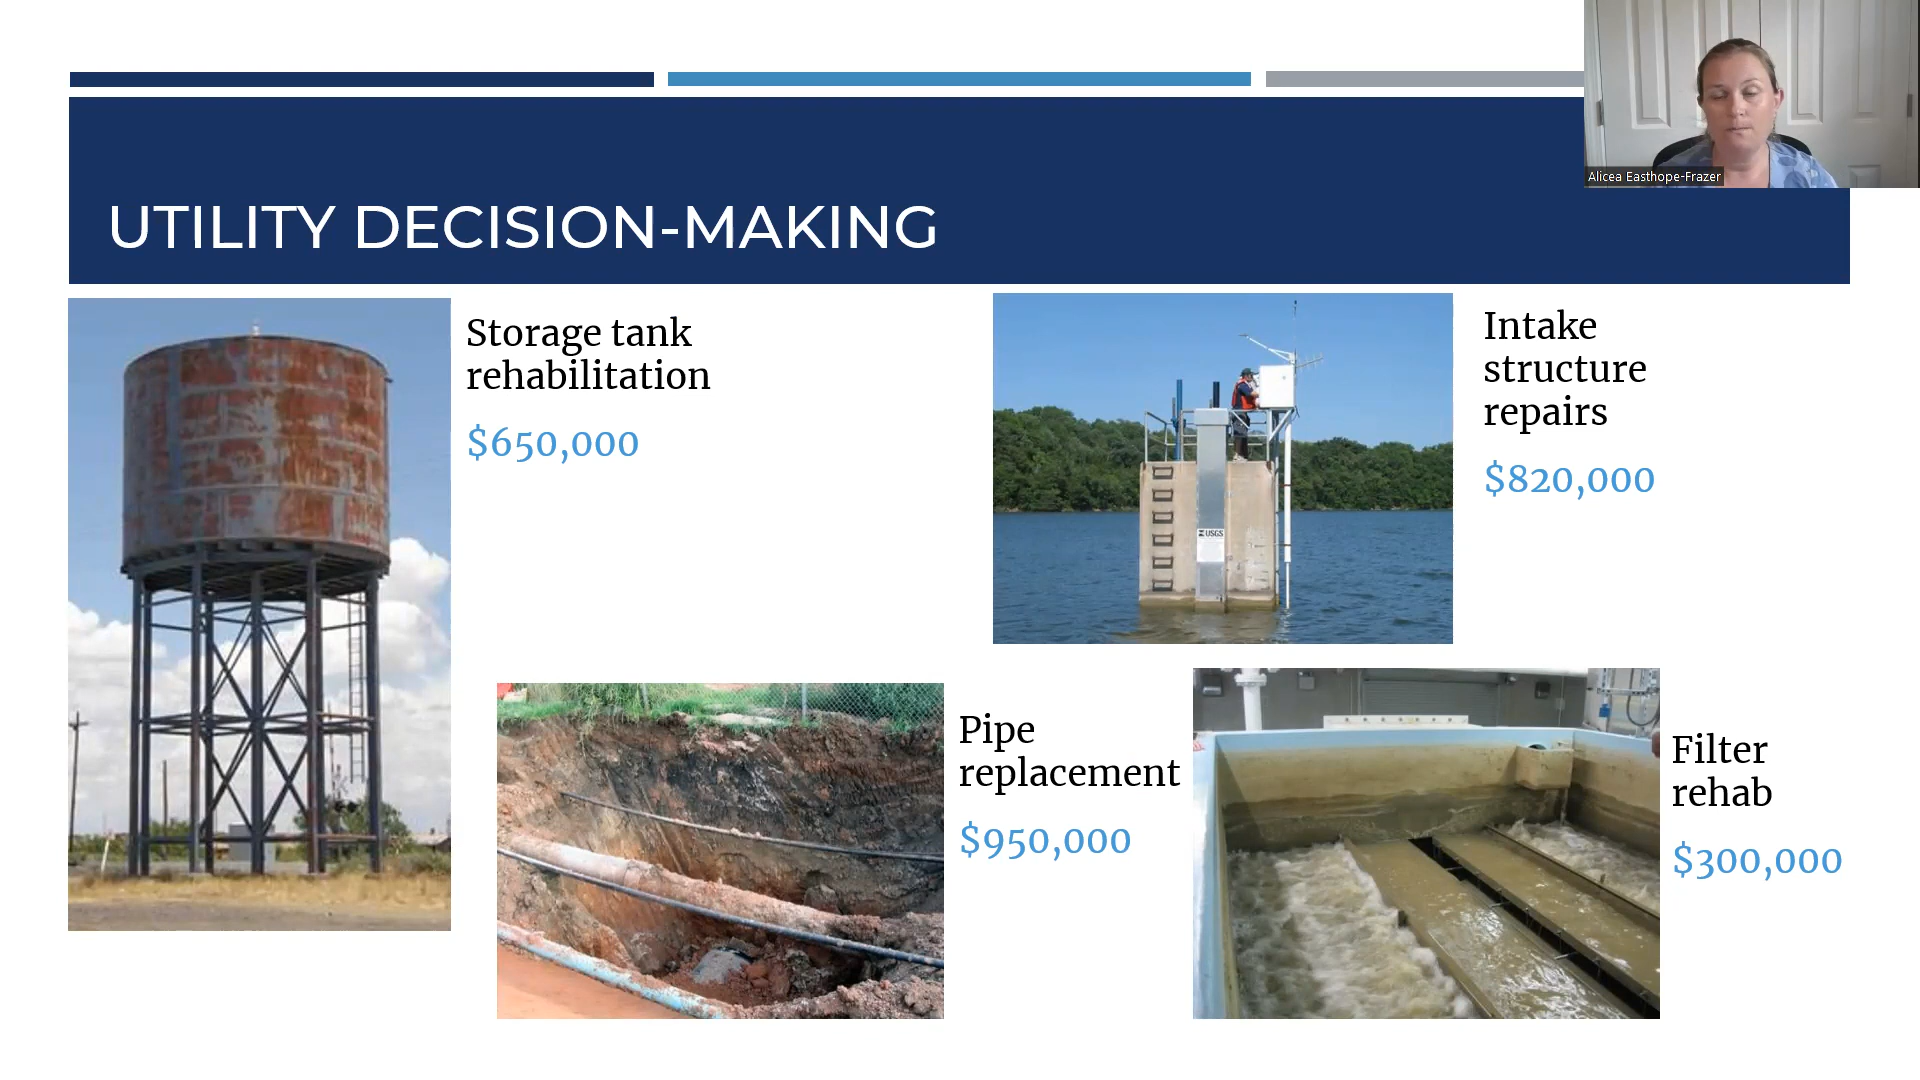 Alicea Easthope-Frazer
UTILITY DECISION-MAKING
Storage tank
rehabilitation
$650,000
USGS
Intake
structure
repairs
$820,000
Pipe
replacement
$950,000
Filter
rehab
$300,000